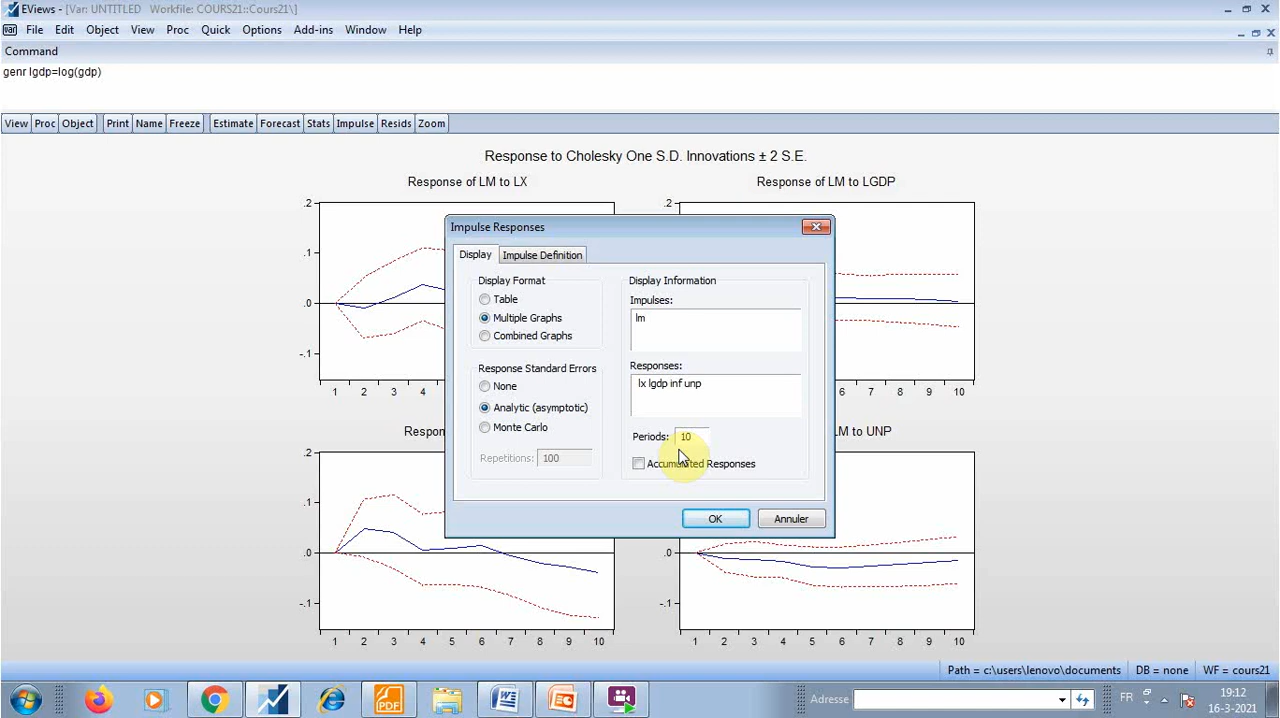 EViews - [Var: UNTITLED   Workfile: COURS21::Cours21\]
File Edit Object View Proc Quick Options Add-ins Window Help
Command
genr lgdp=log(gdp)
View Proc Object Print Name Freeze Estimate Forecast Stats Impulse Resids Zoom
Response to Cholesky One S.D. Innovations ± 2 S.E.
Response of LM to LX
Response of LM to LGDP
.2
.1
.0
-.1
1 2 3 4
.2
10
Impulse Responses
Display Impulse Definition
Display Format
Table
Multiple Graphs
Combined Graphs
Response Standard Errors
None
Analytic (asymptotic)
Monte Carlo
Repetitions: 100
Display Information
Impulses:
lm
Responses:
lx lgdp inf unp
Periods: 10
Accumulated Responses
OK Annuler
Respon
LM to UNP
.2
.1
.0
-.1
1 2 3 4 5 6 7 8 9 10
.0
-.1
1 2 3 4 5 6 7 8 9 10
Path = c:\users\lenovo\documents DB = none WF = cours21
Adresse
FR
19:12
16-3-2021